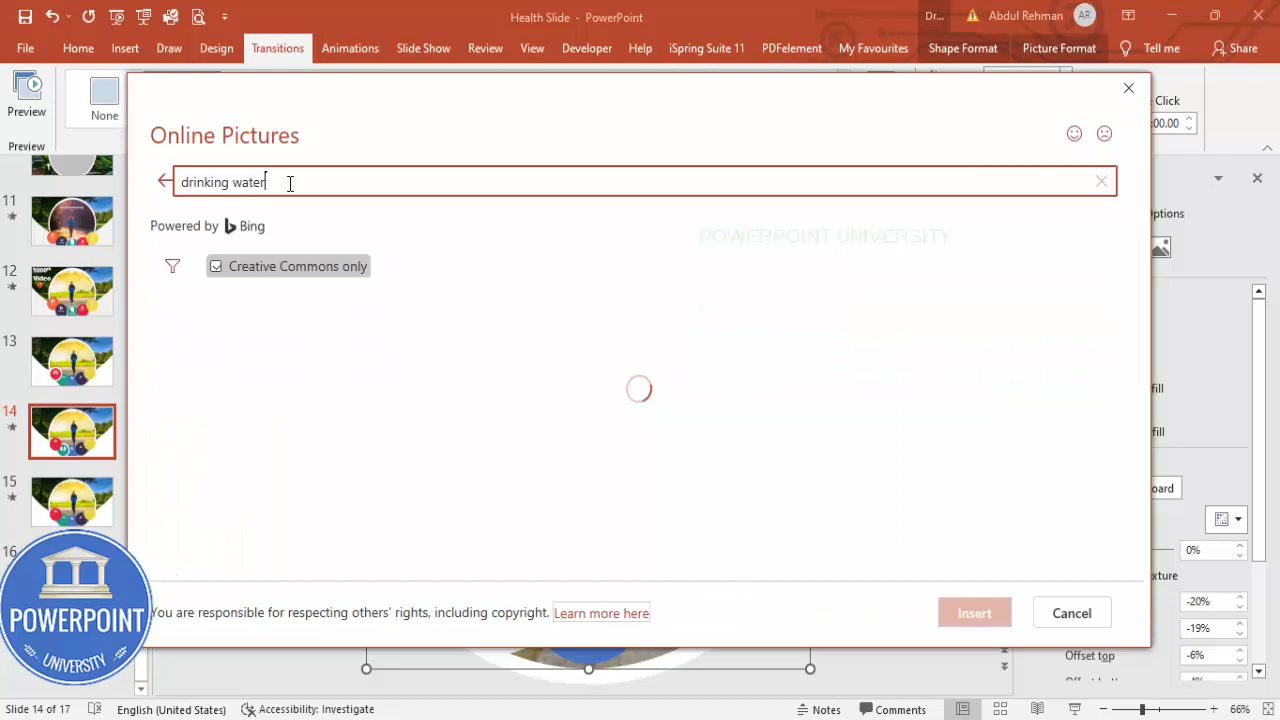 Health Slide - PowerPoint
Dr...
Abdul Rehman
AR
File Home Insert Draw Design Transitions Animations Slide Show Review View Developer Help iSpring Suite 11 PDFelement My Favourites Shape Format Picture Format Tell me Share
Preview
None
Click
:00.00
Preview
Online Pictures
drinking water
Powered by Bing
POWERPOINT UNIVERSITY
Creative Commons only
Options
11
12
13
14
15
16
fill
fill
oard
0%
exture
-20%
-19%
Offset top
-6%
You are responsible for respecting others' rights, including copyright. Learn more here
Insert
Cancel
POWERPOINT
UNIVERSITY
Slide 14 of 17
English (United States)
Accessibility: Investigate
Notes
Comments
66%